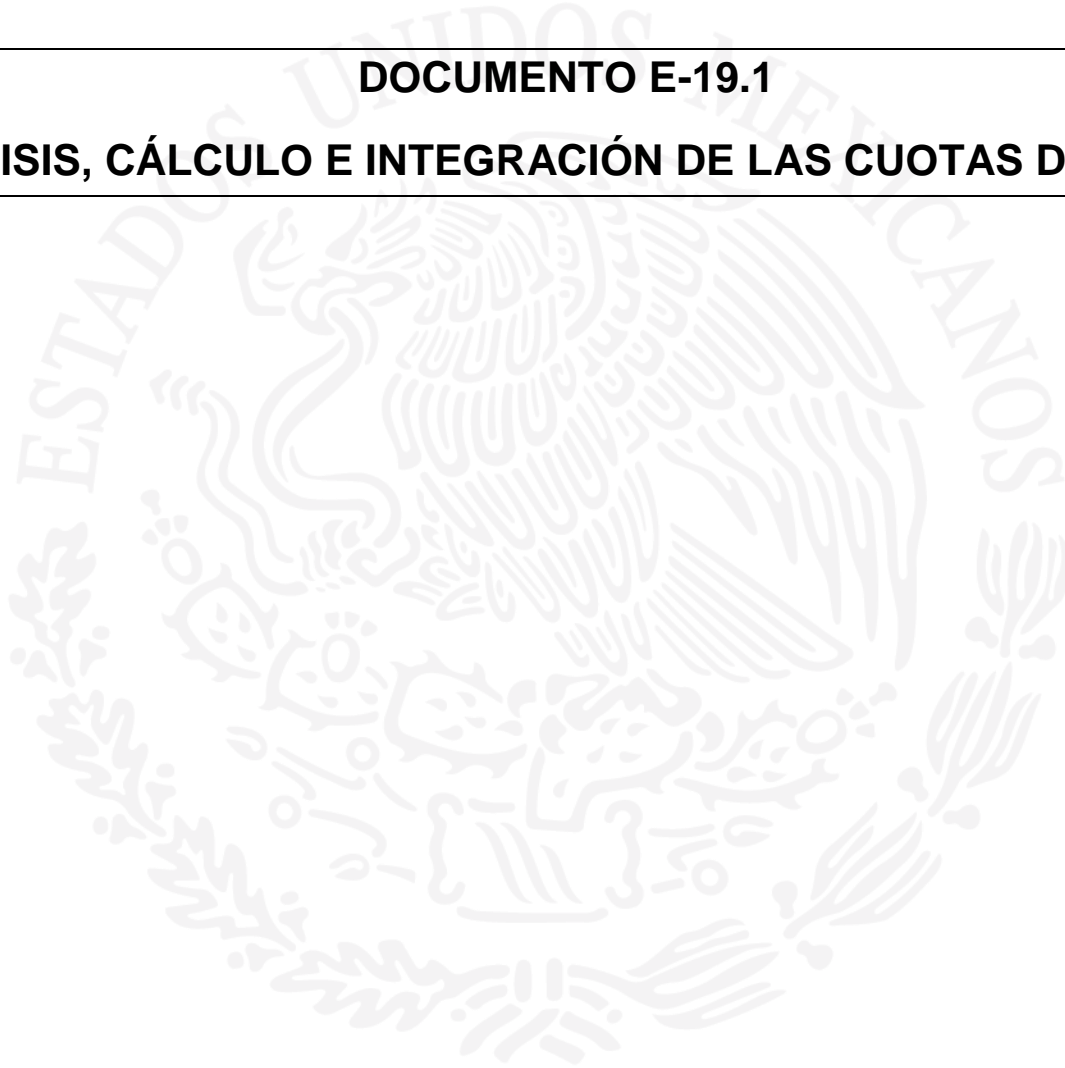 DOCUMENTO E-19.1
ISIS, CÁLCULO E INTEGRACIÓN DE LAS CUOTAS D
ESTADOS UNIDOS MEXICANOS